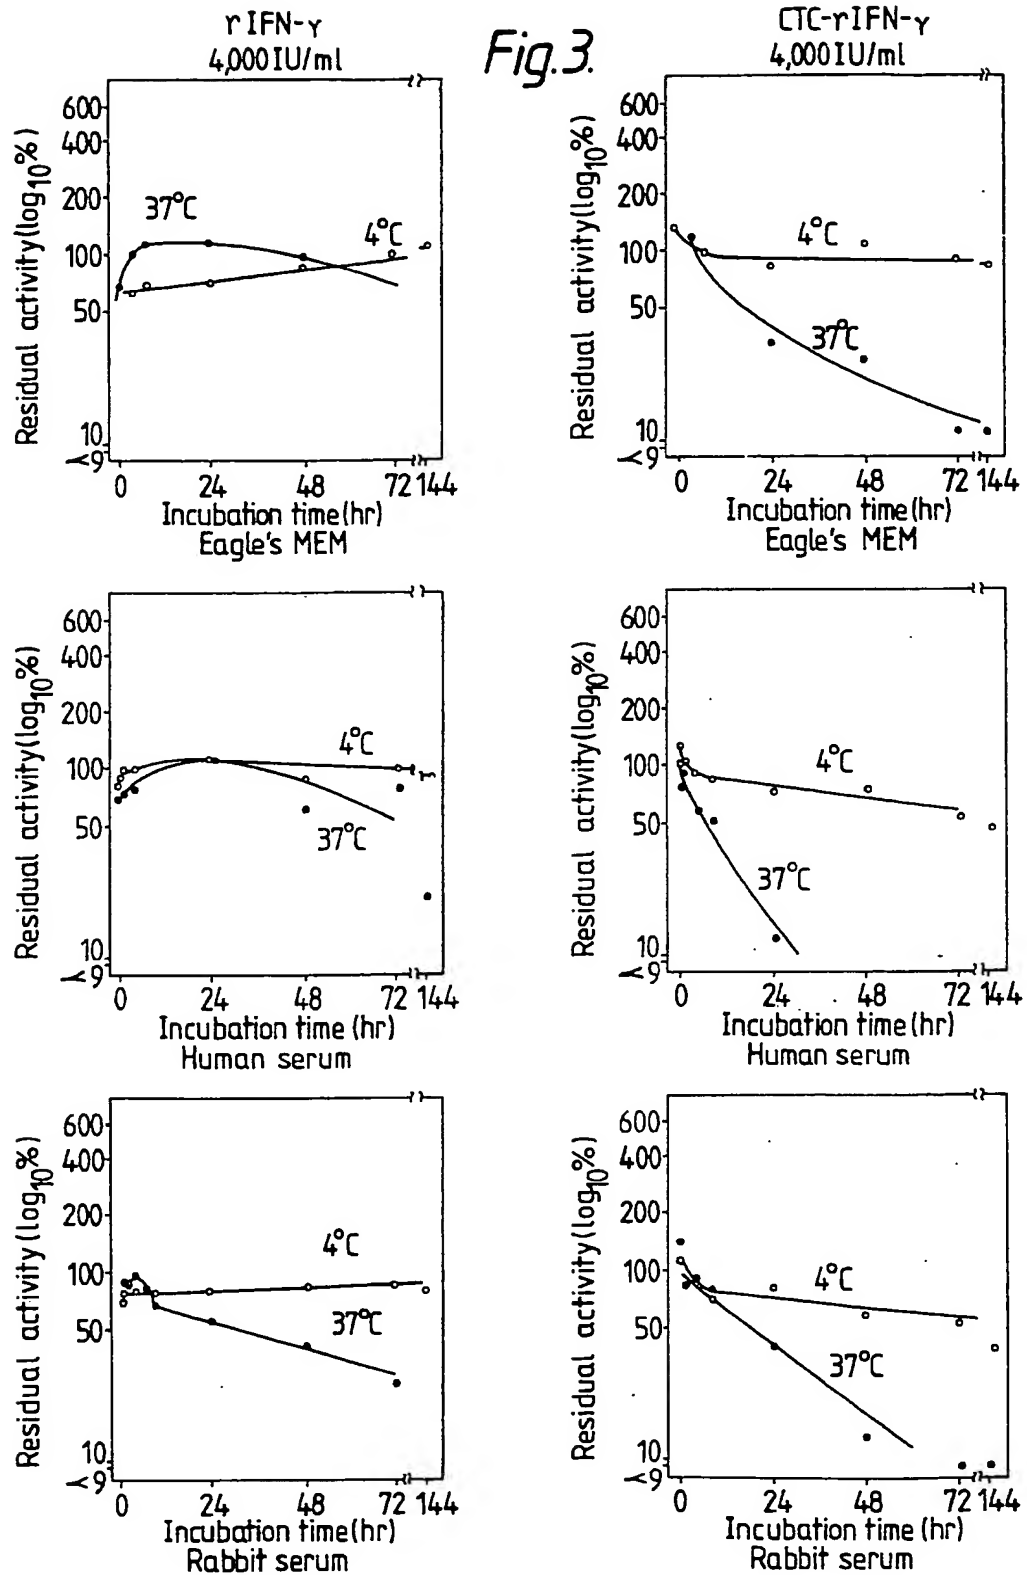 rIFN-γ
4,000 IU/ml
Fig.3.
CTC-rIFN-γ
4,000 IU/ml
Residual activity (log10%)
600
400
200
100
50
10
<9
37°C
4°C
0 24 48 72 144
Incubation time (hr)
Eagle's MEM
Residual activity (log10%)
600
400
200
100
50
10
<9
4°C
37°C
0 24 48 72 144
Incubation time (hr)
Eagle's MEM
Residual activity (log10%)
600
400
200
100
50
10
<9
4°C
37°C
0 24 48 72 144
Incubation time (hr)
Human serum
Residual activity (log10%)
600
400
200
100
50
10
<9
4°C
37°C
0 24 48 72 144
Incubation time (hr)
Human serum
Residual activity (log10%)
600
400
200
100
50
10
<9
4°C
37°C
0 24 48 72 144
Incubation time (hr)
Rabbit serum
Residual activity (log10%)
600
400
200
100
50
10
<9
4°C
37°C
0 24 48 72 144
Incubation time (hr)
Rabbit serum